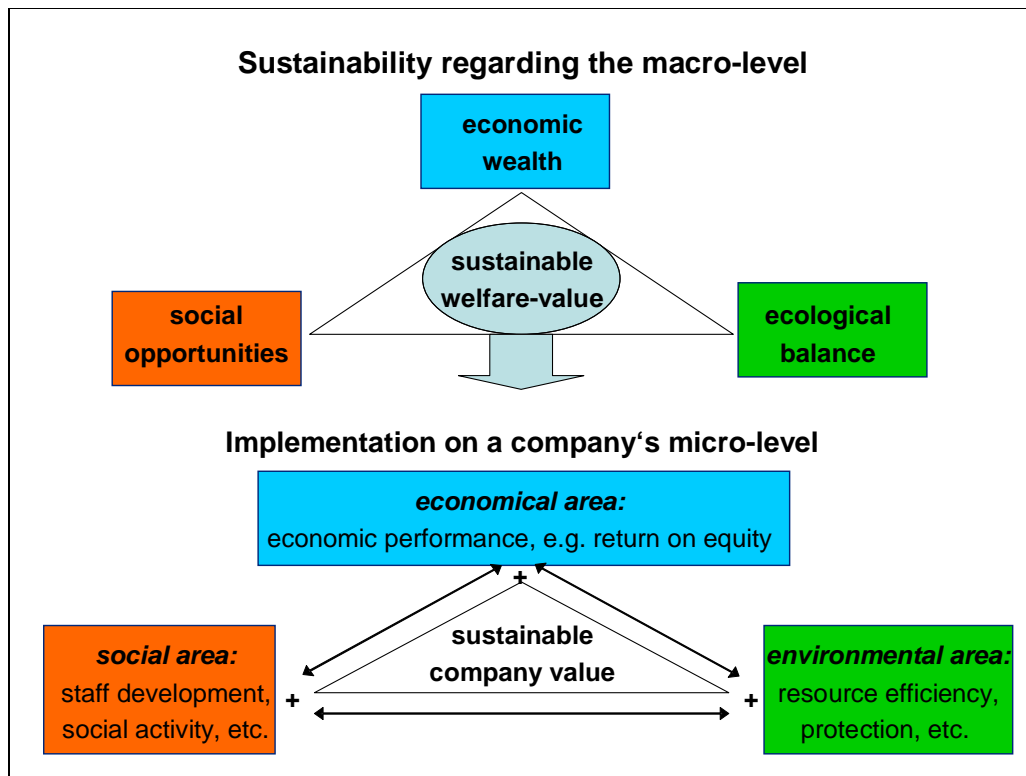 Sustainability regarding the macro-level
economic
wealth
sustainable
welfare-value
social
opportunities
ecological
balance
Implementation on a company‘s micro-level
economical area:
economic performance, e.g. return on equity
+
sustainable
company value
social area:
staff development,
social activity, etc.
+
+
environmental area:
resource efficiency,
protection, etc.